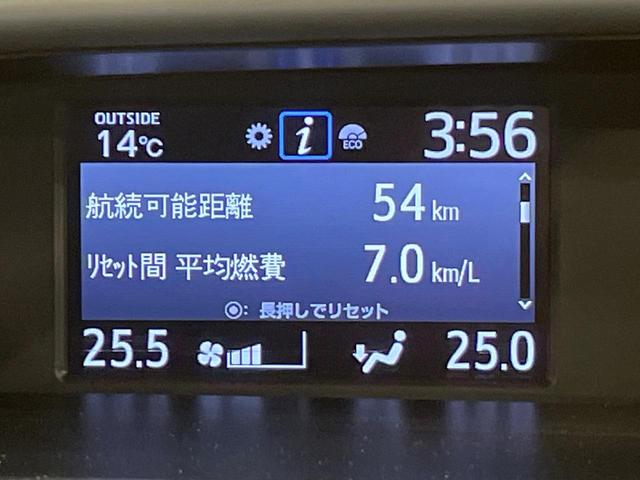 OUTSIDE
14℃
ECO
3:56
航続可能距離 54 km
ﾘｾｯﾄ間 平均燃費 7.0 km/L
◉: 長押しでリセット
25.5
25.0